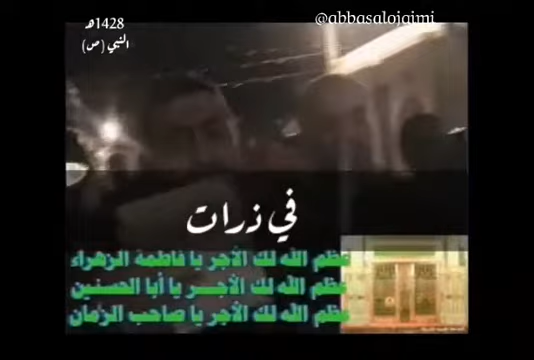 @abbasalojaimi
1428هـ
النبي (ص)
في ذرات
عظم الله لك الأجر يا فاطمة الزهراء
عظم الله لك الأجر يا أبا الحسنين
عظم الله لك الأجر يا صاحب الزمان